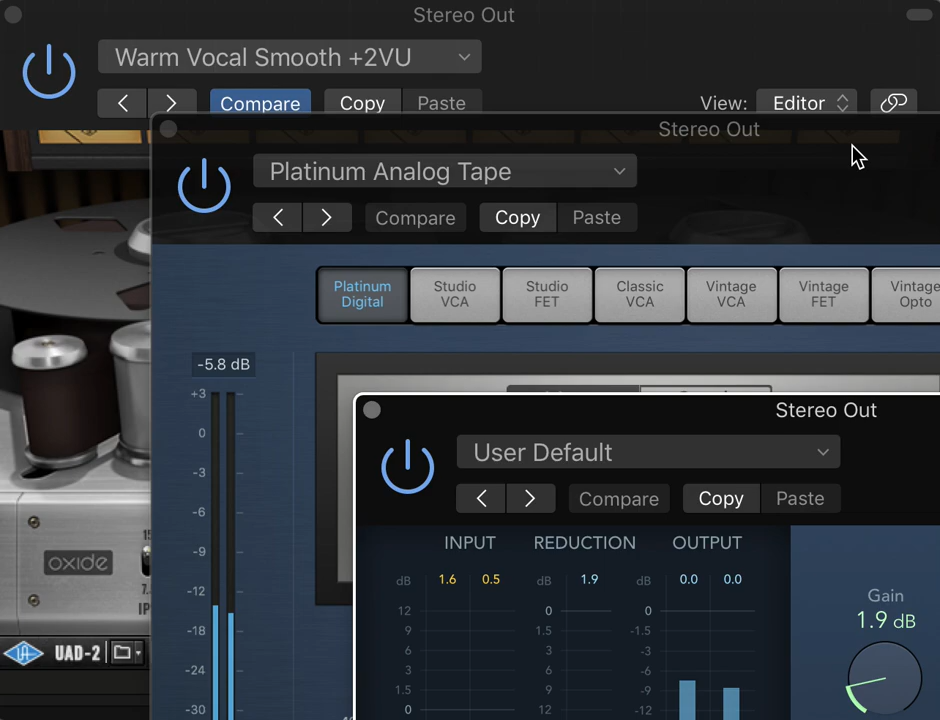 Stereo Out
Warm Vocal Smooth +2VU
Compare Copy Paste View: Editor
Stereo Out
Platinum Analog Tape
Compare Copy Paste
Platinum
Digital
Studio
VCA
Studio
FET
Classic
VCA
Vintage
VCA
Vintage
FET
Vintage
Opto
-5.8 dB
+3
0
-3
-6
-9
-12
-18
-24
-30
OXIDE
UAD-2
Stereo Out
User Default
Compare Copy Paste
INPUT REDUCTION OUTPUT
dB 1.6 0.5 dB 1.9 dB 0.0 0.0
12 0 0
9 1.5 -1.5
6 3 -3
3 6 -6
1.5 9 -9
0 12 -12
Gain
1.9 dB